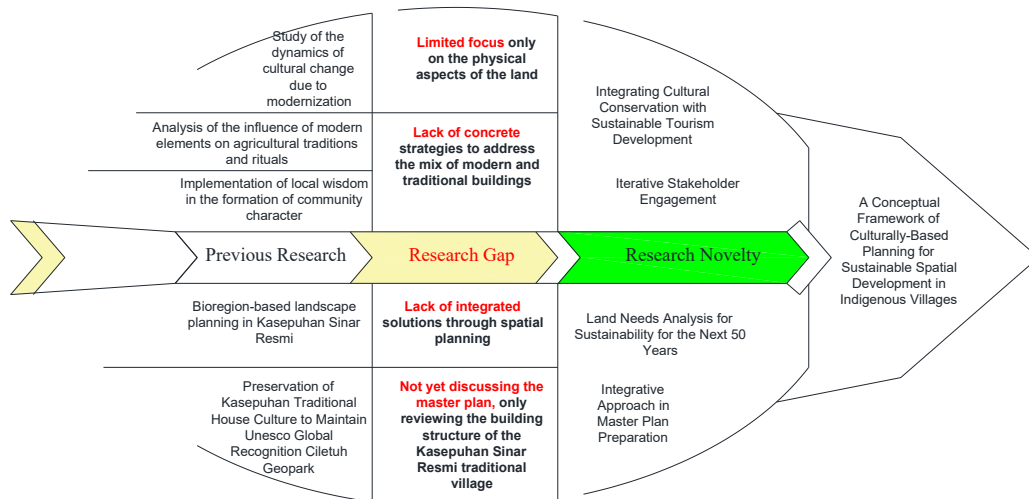 Study of the
dynamics of
cultural change
due to
modernization
Limited focus only
on the physical
aspects of the land
Integrating Cultural
Conservation with
Sustainable Tourism
Development
Analysis of the influence of modern
elements on agricultural traditions
and rituals
Lack of concrete
strategies to address
the mix of modern and
traditional buildings
Implementation of local wisdom
in the formation of community
character
Iterative Stakeholder
Engagement
Previous Research
Research Gap
Research Novelty
A Conceptual
Framework of
Culturally-Based
Planning for
Sustainable Spatial
Development in
Indigenous Villages
Bioregion-based landscape
planning in Kasepuhan Sinar
Resmi
Lack of integrated
solutions through spatial
planning
Land Needs Analysis for
Sustainability for the Next 50
Years
Preservation of
Kasepuhan Traditional
House Culture to Maintain
Unesco Global
Recognition Ciletuh
Geopark
Not yet discussing the
master plan, only
reviewing the building
structure of the
Kasepuhan Sinar
Resmi traditional
village
Integrative
Approach in
Master Plan
Preparation